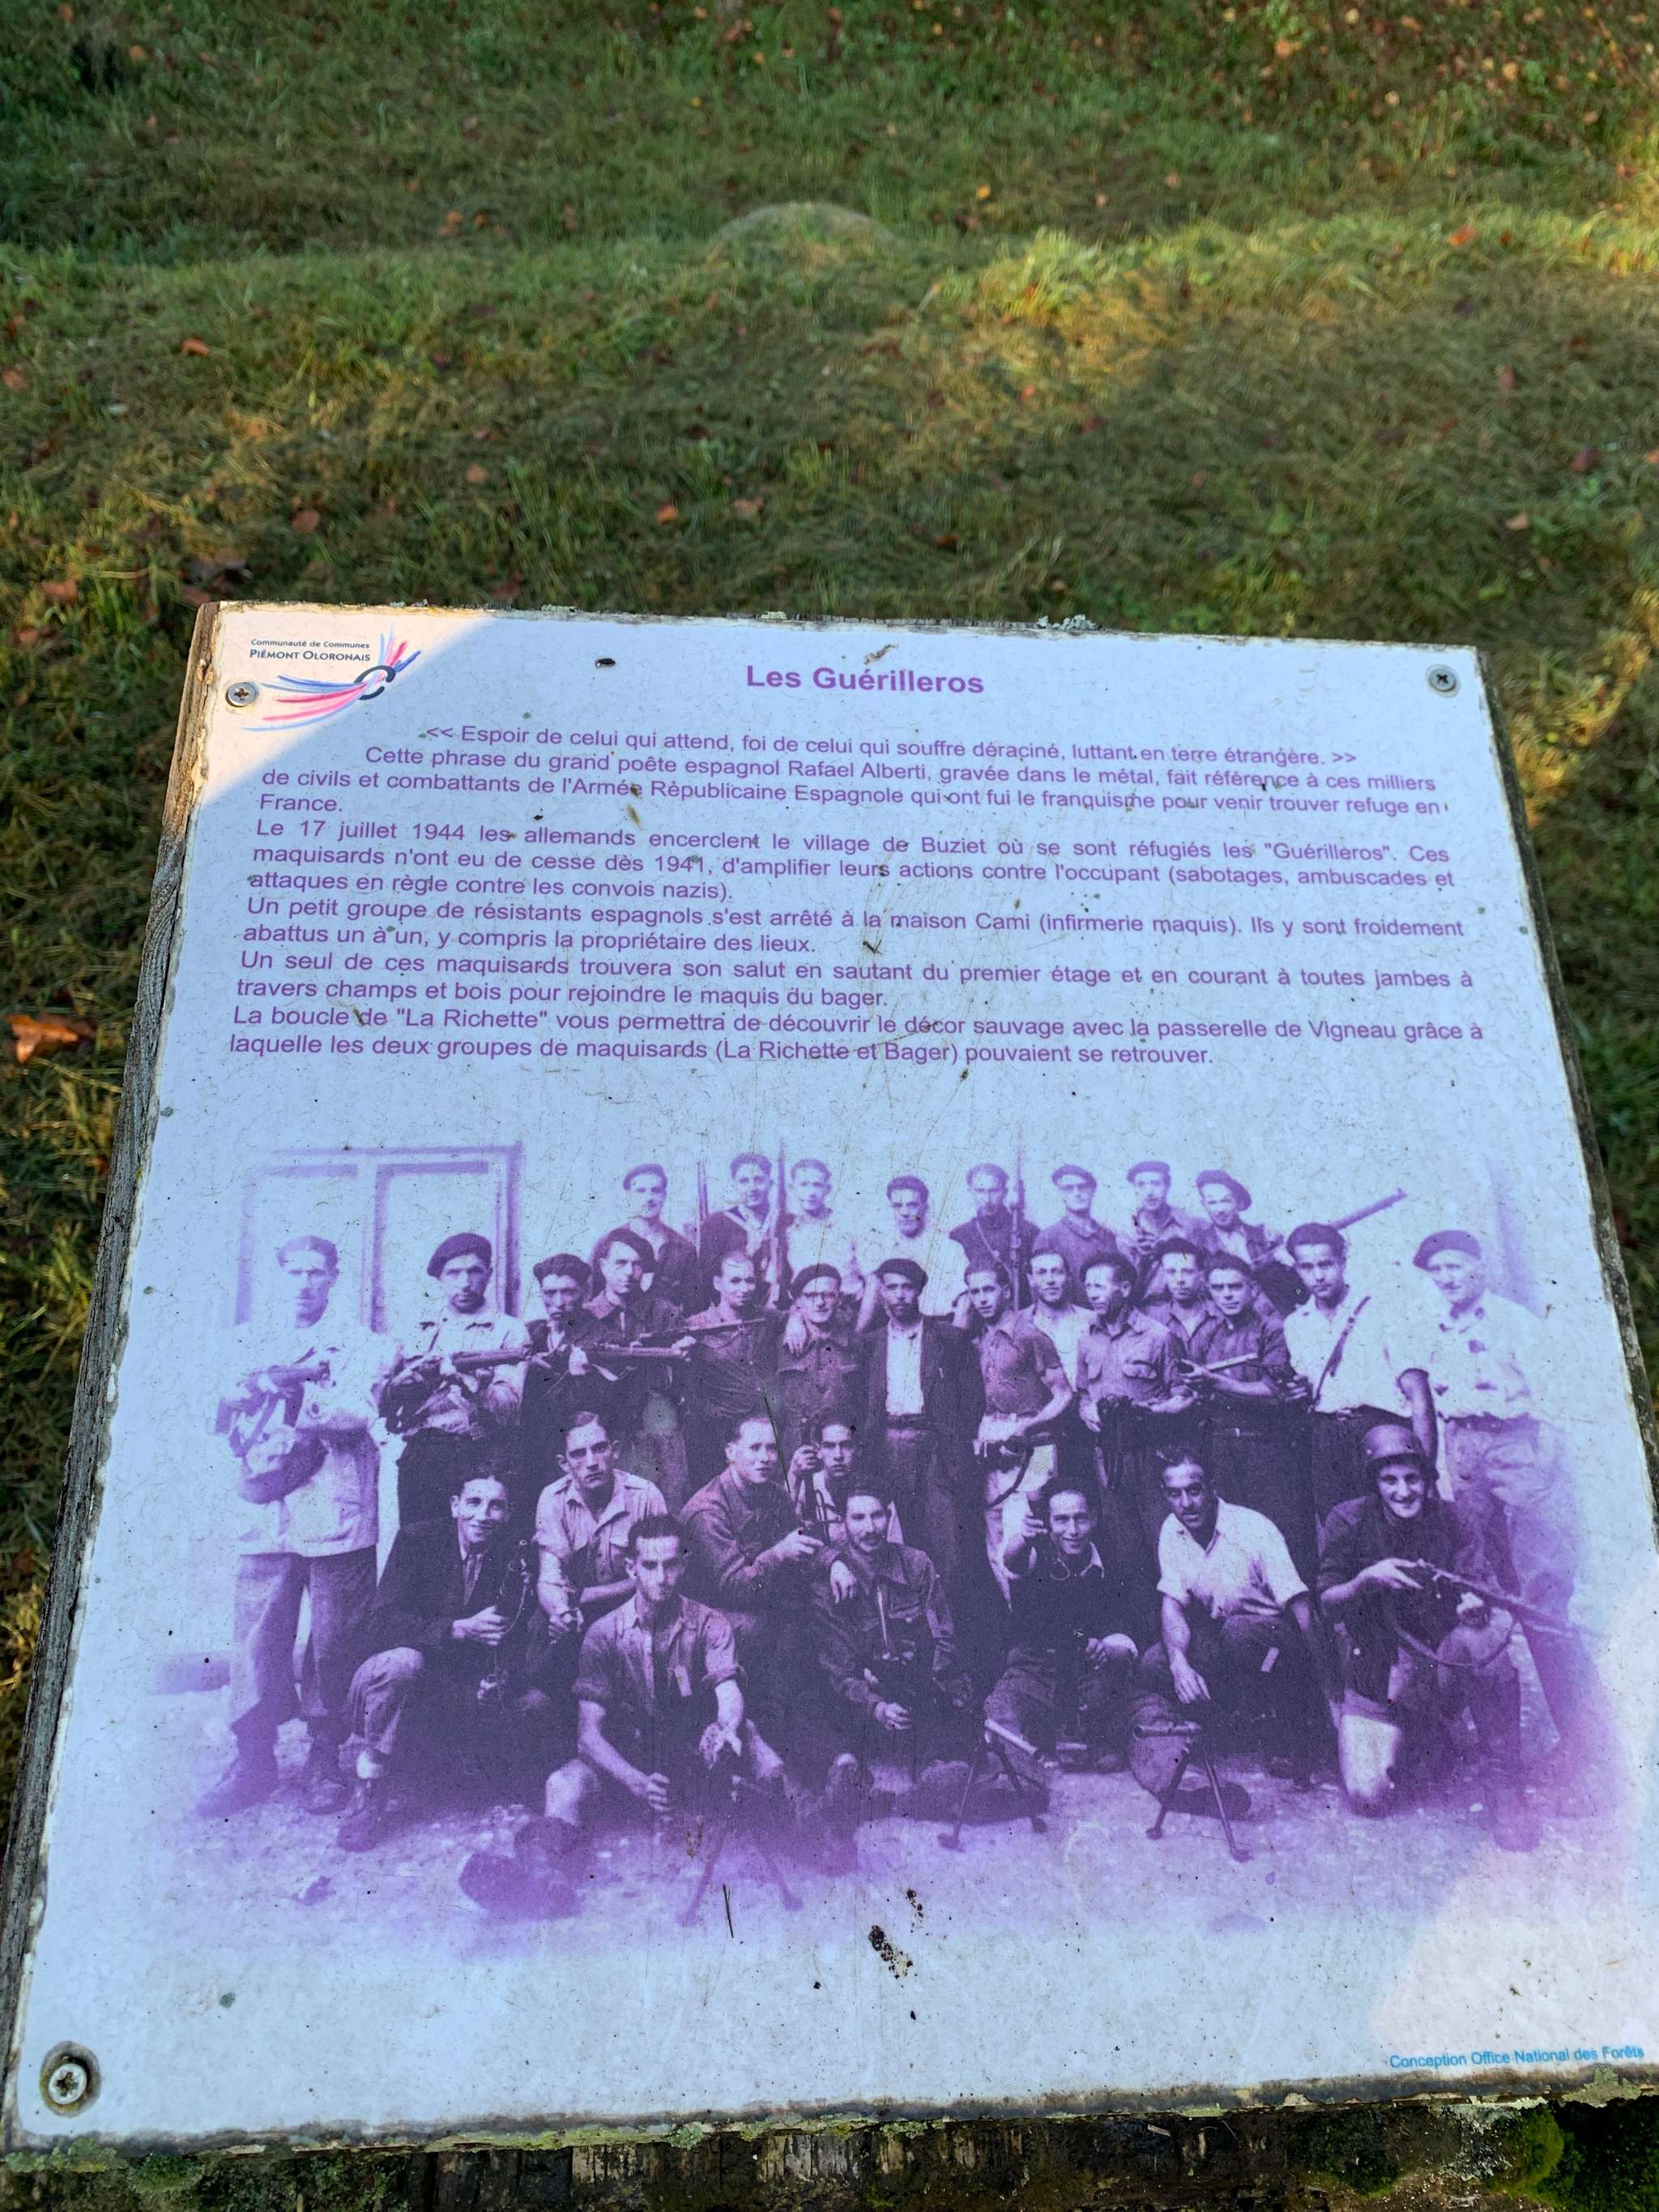 Communauté de Communes
PIÉMONT OLORONAIS
Les Guérilleros
<< Espoir de celui qui attend, foi de celui qui souffre déraciné, luttant en terre étrangère. >>
Cette phrase du grand poête espagnol Rafael Alberti, gravée dans le métal, fait référence à ces milliers
de civils et combattants de l'Armée Républicaine Espagnole qui ont fui le franquisme pour venir trouver refuge en
France.
Le 17 juillet 1944 les allemands encerclent le village de Buziet où se sont réfugiés les "Guérilleros". Ces
maquisards n'ont eu de cesse dès 1941, d'amplifier leurs actions contre l'occupant (sabotages, ambuscades et
attaques en règle contre les convois nazis).
Un petit groupe de résistants espagnols s'est arrêté à la maison Cami (infirmerie maquis). Ils y sont froidement
abattus un à un, y compris la propriétaire des lieux.
Un seul de ces maquisards trouvera son salut en sautant du premier étage et en courant à toutes jambes à
travers champs et bois pour rejoindre le maquis du bager.
La boucle de "La Richette" vous permettra de découvrir le décor sauvage avec la passerelle de Vigneau grâce à
laquelle les deux groupes de maquisards (La Richette et Bager) pouvaient se retrouver.
Conception Office National des Forêts